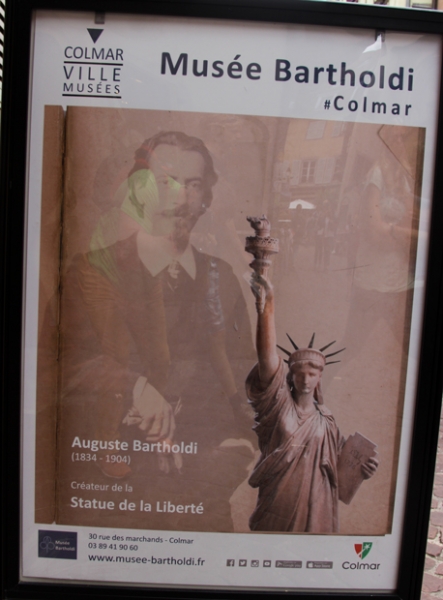 COLMAR
VILLE
MUSÉES
Musée Bartholdi
#Colmar
Auguste Bartholdi
(1834 - 1904)
Créateur de la
Statue de la Liberté
Musée
Bartholdi
30 rue des marchands - Colmar
03 89 41 90 60
www.musee-bartholdi.fr
Colmar